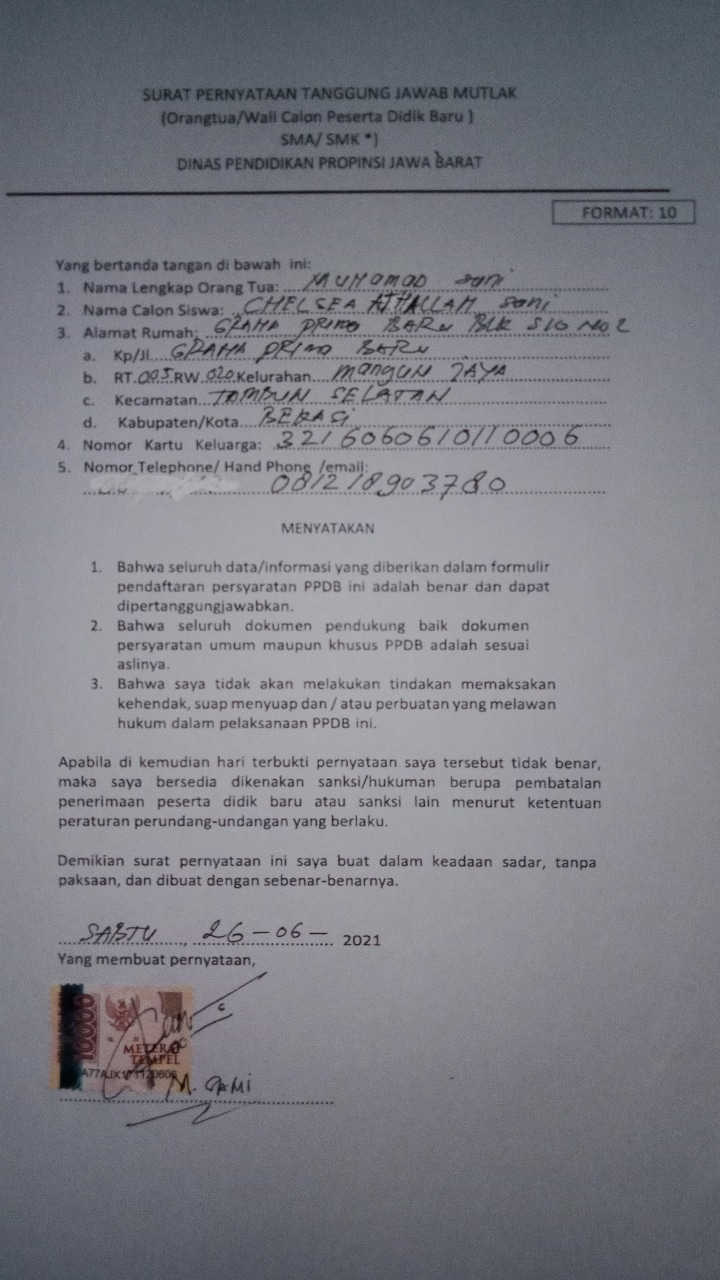 SURAT PERNYATAAN TANGGUNG JAWAB MUTLAK
(Orangtua/Wali Calon Peserta Didik Baru )
SMA/ SMK *)
DINAS PENDIDIKAN PROPINSI JAWA BARAT
FORMAT: 10
Yang bertanda tangan di bawah ini:
1. Nama Lengkap Orang Tua: MUHAMAD Sani
2. Nama Calon Siswa: CHELSEA ATHALLAH Sani
3. Alamat Rumah: GRAHA PRIMA BARU BLK S10 NO 2
a. Kp/Jl. GRAHA PRIMA BARU
b. RT.005.RW.020.Kelurahan... MANGUN JAYA
c. Kecamatan... TAMBUN SELATAN
d. Kabupaten/Kota... BEKASI
4. Nomor Kartu Keluarga: 3216060610110006
5. Nomor Telephone/ Hand Phone /email:
081218903780
MENYATAKAN
1. Bahwa seluruh data/informasi yang diberikan dalam formulir
pendaftaran persyaratan PPDB ini adalah benar dan dapat
dipertanggungjawabkan.
2. Bahwa seluruh dokumen pendukung baik dokumen
persyaratan umum maupun khusus PPDB adalah sesuai
aslinya.
3. Bahwa saya tidak akan melakukan tindakan memaksakan
kehendak, suap menyuap dan / atau perbuatan yang melawan
hukum dalam pelaksanaan PPDB ini.
Apabila di kemudian hari terbukti pernyataan saya tersebut tidak benar,
maka saya bersedia dikenakan sanksi/hukuman berupa pembatalan
penerimaan peserta didik baru atau sanksi lain menurut ketentuan
peraturan perundang-undangan yang berlaku.
Demikian surat pernyataan ini saya buat dalam keadaan sadar, tanpa
paksaan, dan dibuat dengan sebenar-benarnya.
SABTU, 26-06- 2021
Yang membuat pernyataan,
10000
METERAI
TEMPEL
M. SANI